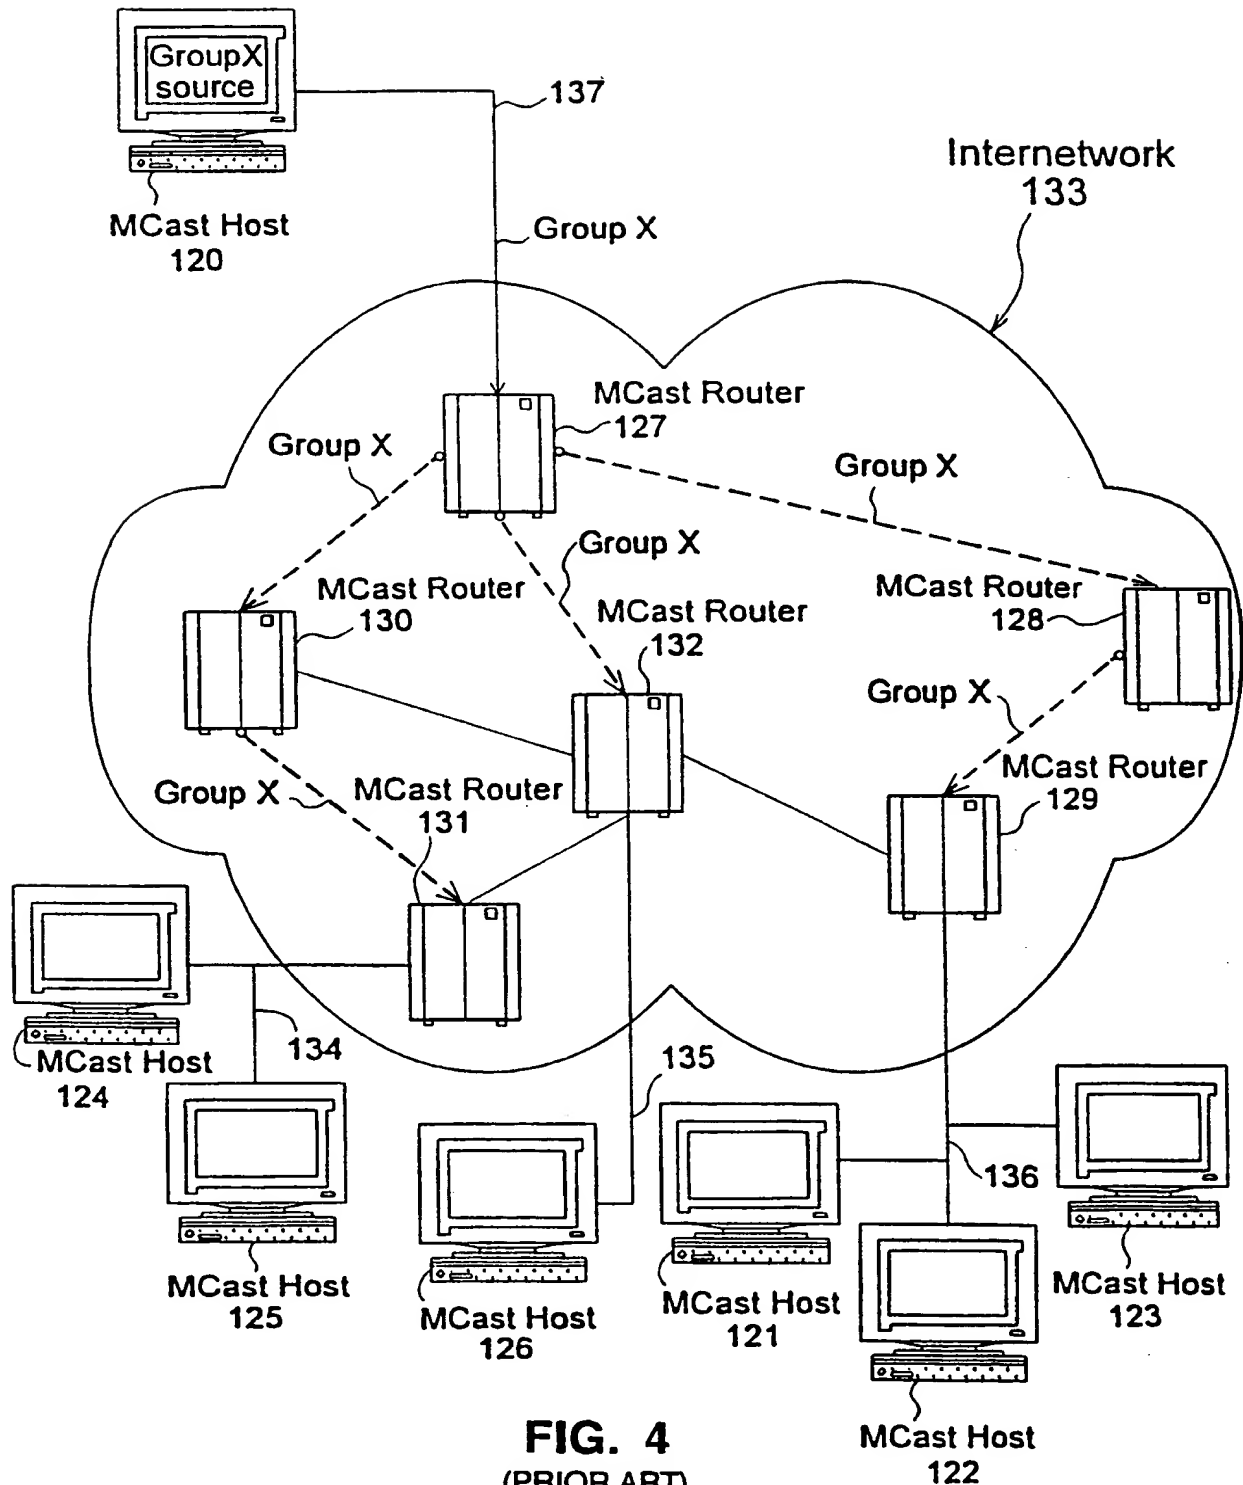 GroupX
source
137
MCast Host
120
Internetwork
133
Group X
MCast Router
127
Group X
Group X
Group X
MCast Router
130
MCast Router
132
MCast Router
128
Group X
Group X
MCast Router
131
MCast Router
129
MCast Host
124
134
135
136
MCast Host
125
MCast Host
126
MCast Host
121
MCast Host
123
MCast Host
122
FIG. 4
(PRIOR ART)